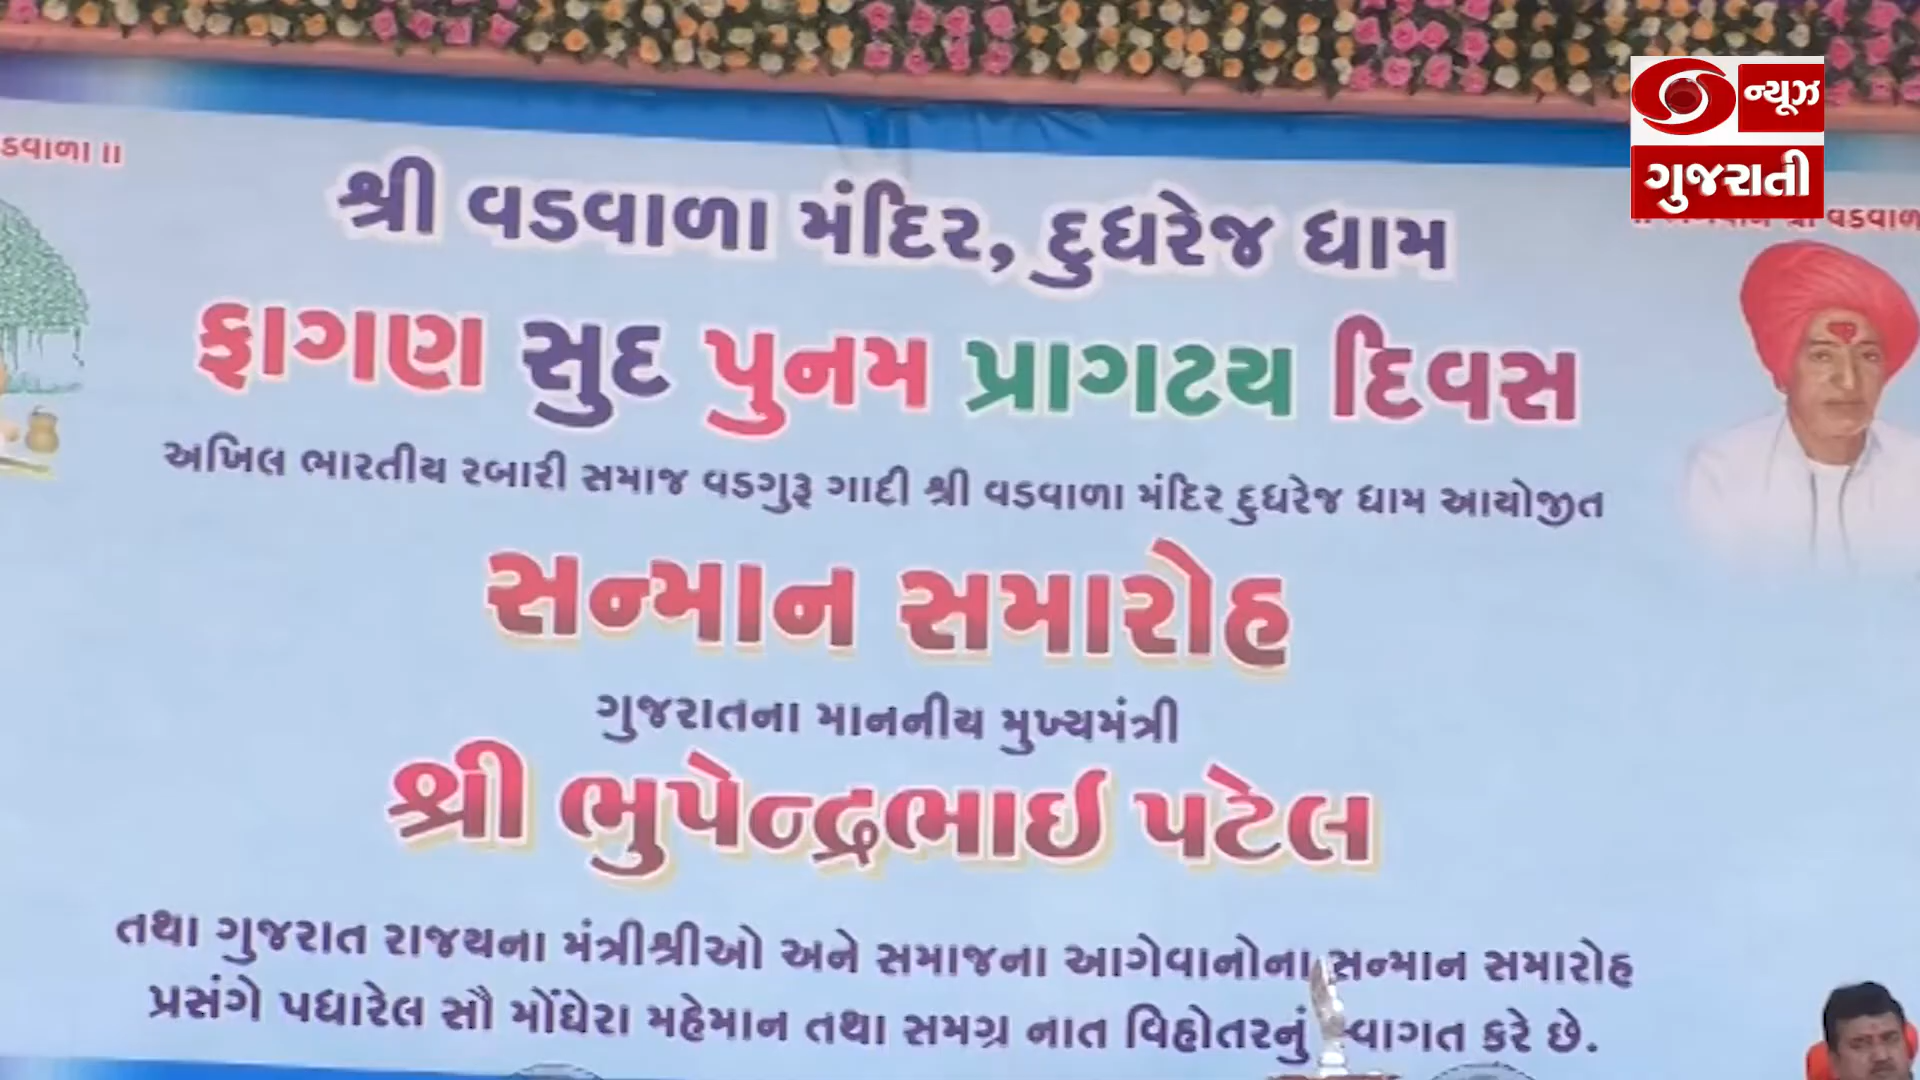 ન્યૂઝ
ગુજરાતી
શ્રી વડવાળા મંદિર, દુધરેજ ધામ
ફાગણ સુદ પુનમ પ્રાગટય દિવસ
અખિલ ભારતીય રબારી સમાજ વડગુરૂ ગાદી શ્રી વડવાળા મંદિર દુધરેજ ધામ આયોજીત
સન્માન સમારોહ
ગુજરાતના માનનીય મુખ્યમંત્રી
શ્રી ભુપેન્દ્રભાઇ પટેલ
તથા ગુજરાત રાજયના મંત્રીશ્રીઓ અને સમાજના આગેવાનોના સન્માન સમારોહ
પ્રસંગે પધારેલ સૌ મોંઘેરા મહેમાન તથા સમગ્ર નાત વિહોતરનું સ્વાગત કરે છે.